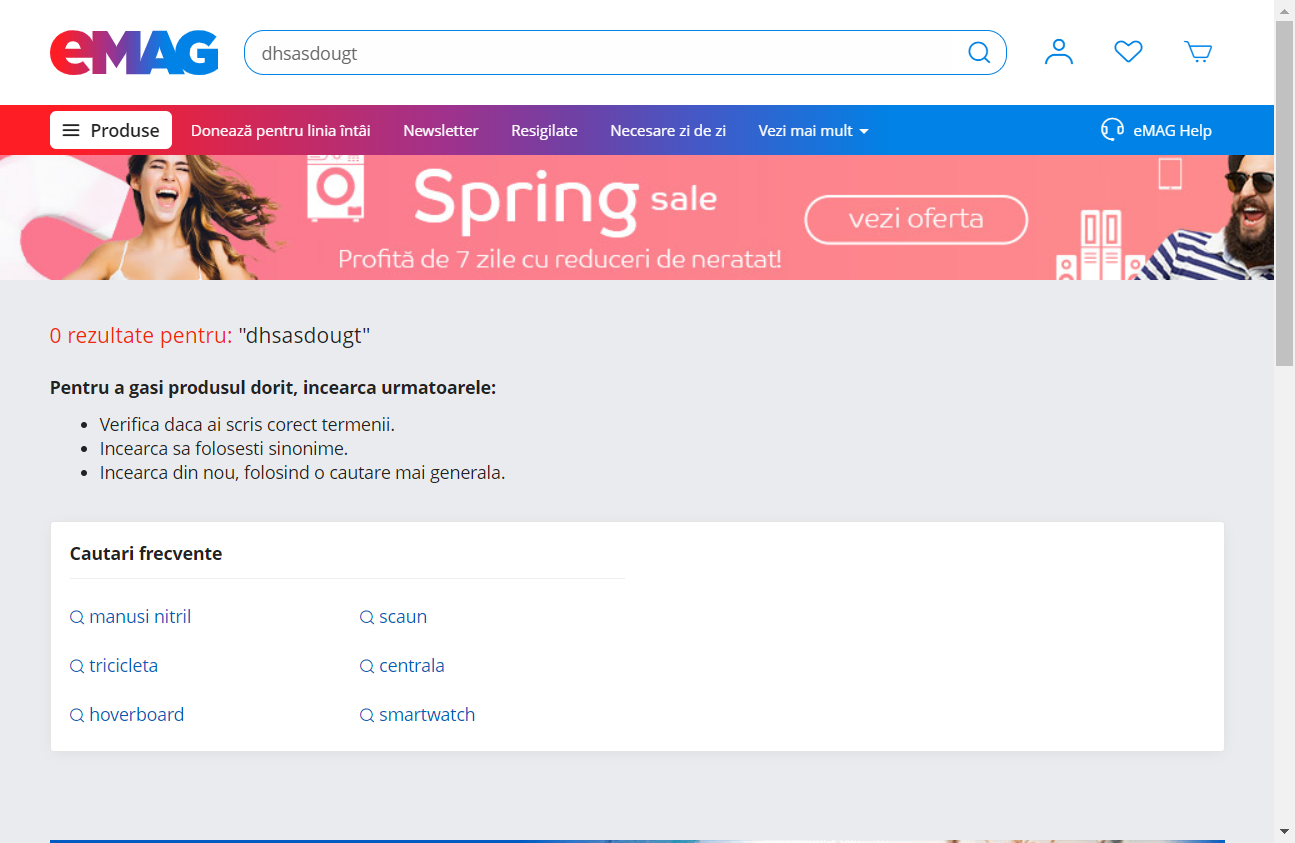 eMAG
dhsasdougt
Produse
Donează pentru linia întâi
Newsletter
Resigilate
Necesare zi de zi
Vezi mai mult
eMAG Help
Spring sale
vezi oferta
Profită de 7 zile cu reduceri de neratat!
0 rezultate pentru: "dhsasdougt"
Pentru a gasi produsul dorit, incearca urmatoarele:
Verifica daca ai scris corect termenii.
Incearca sa folosesti sinonime.
Incearca din nou, folosind o cautare mai generala.
Cautari frecvente
manusi nitril
scaun
tricicleta
centrala
hoverboard
smartwatch